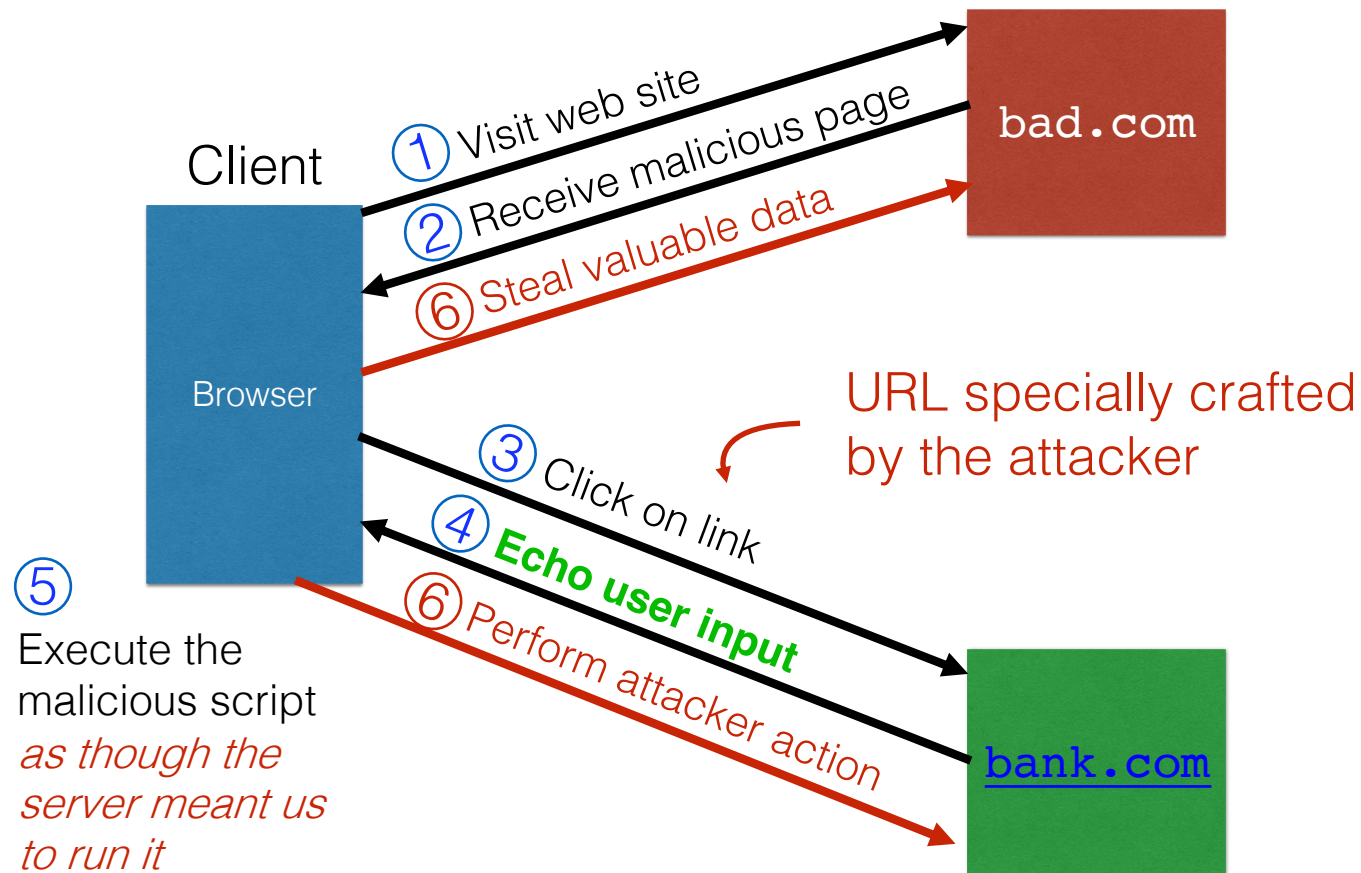 ① Visit web site
bad.com
② Receive malicious page
Client
⑥ Steal valuable data
Browser
URL specially crafted
by the attacker
③ Click on link
④ Echo user input
⑥ Perform attacker action
⑤
Execute the
malicious script
as though the
server meant us
to run it
bank.com